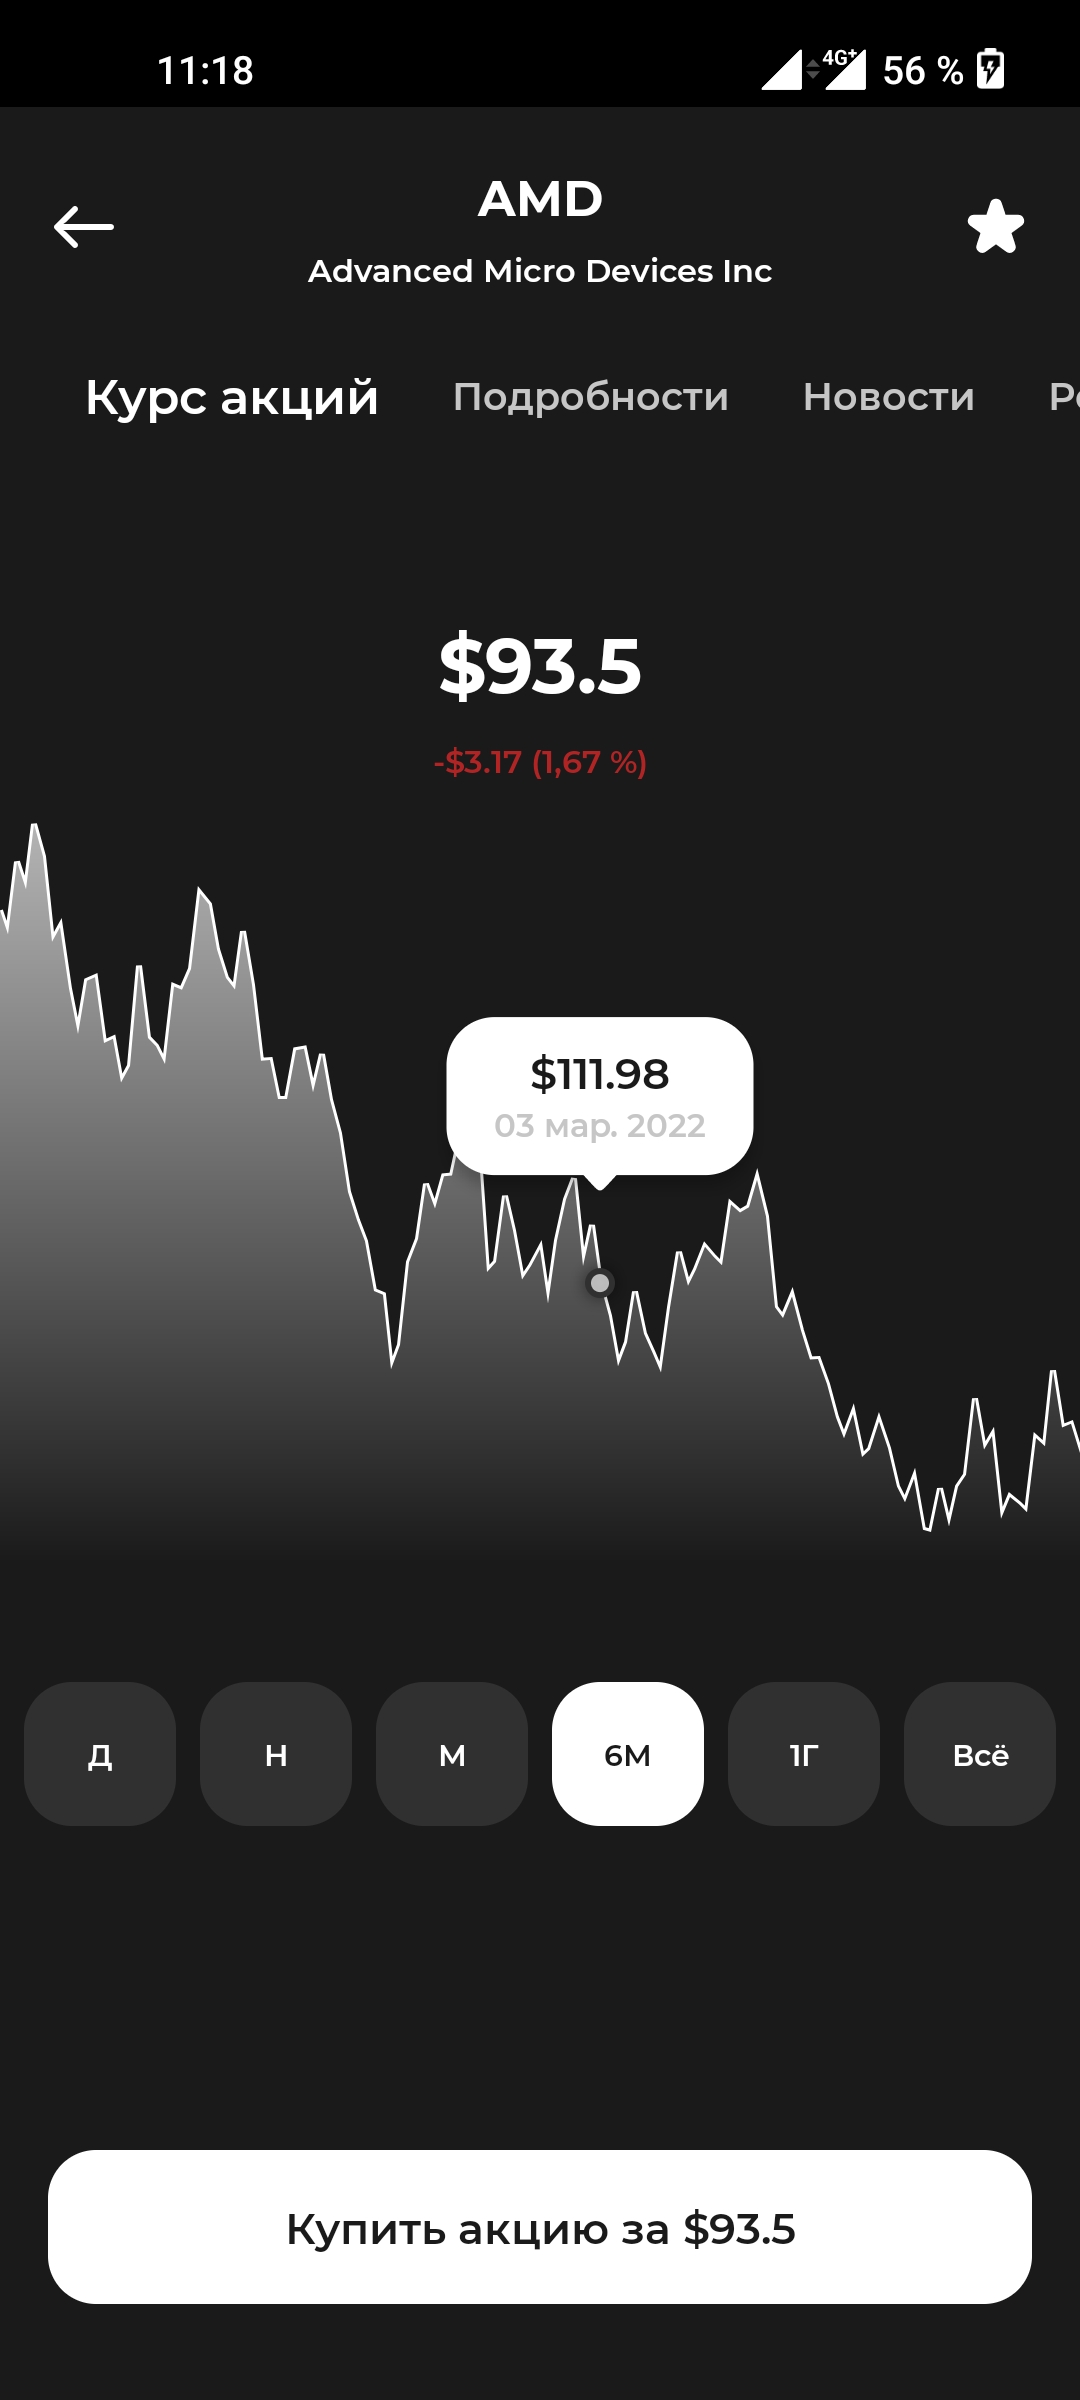 11:18
4G+ 56 %
AMD
Advanced Micro Devices Inc
Курс акций Подробности Новости
$93.5
-$3.17 (1,67 %)
$111.98
03 мар. 2022
Д Н М 6М 1Г Всё
Купить акцию за $93.5